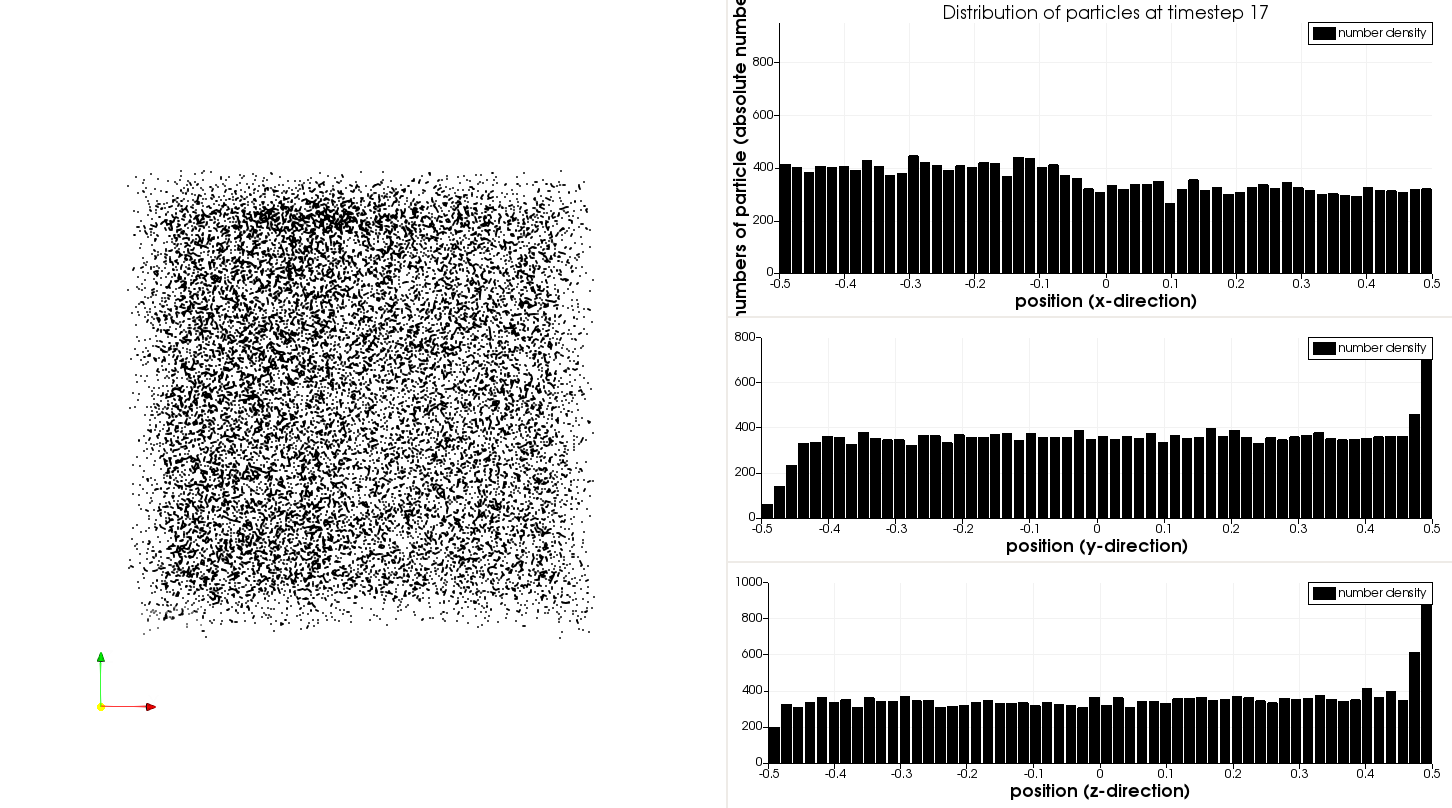 Distribution of particles at timestep 17
numbers of particle (absolute number
number density
800
600
400
200
0
-0.5 -0.4 -0.3 -0.2 -0.1 0 0.1 0.2 0.3 0.4 0.5
position (x-direction)
number density
800
600
400
200
0
-0.5 -0.4 -0.3 -0.2 -0.1 0 0.1 0.2 0.3 0.4 0.5
position (y-direction)
number density
1000
800
600
400
200
0
-0.5 -0.4 -0.3 -0.2 -0.1 0 0.1 0.2 0.3 0.4 0.5
position (z-direction)